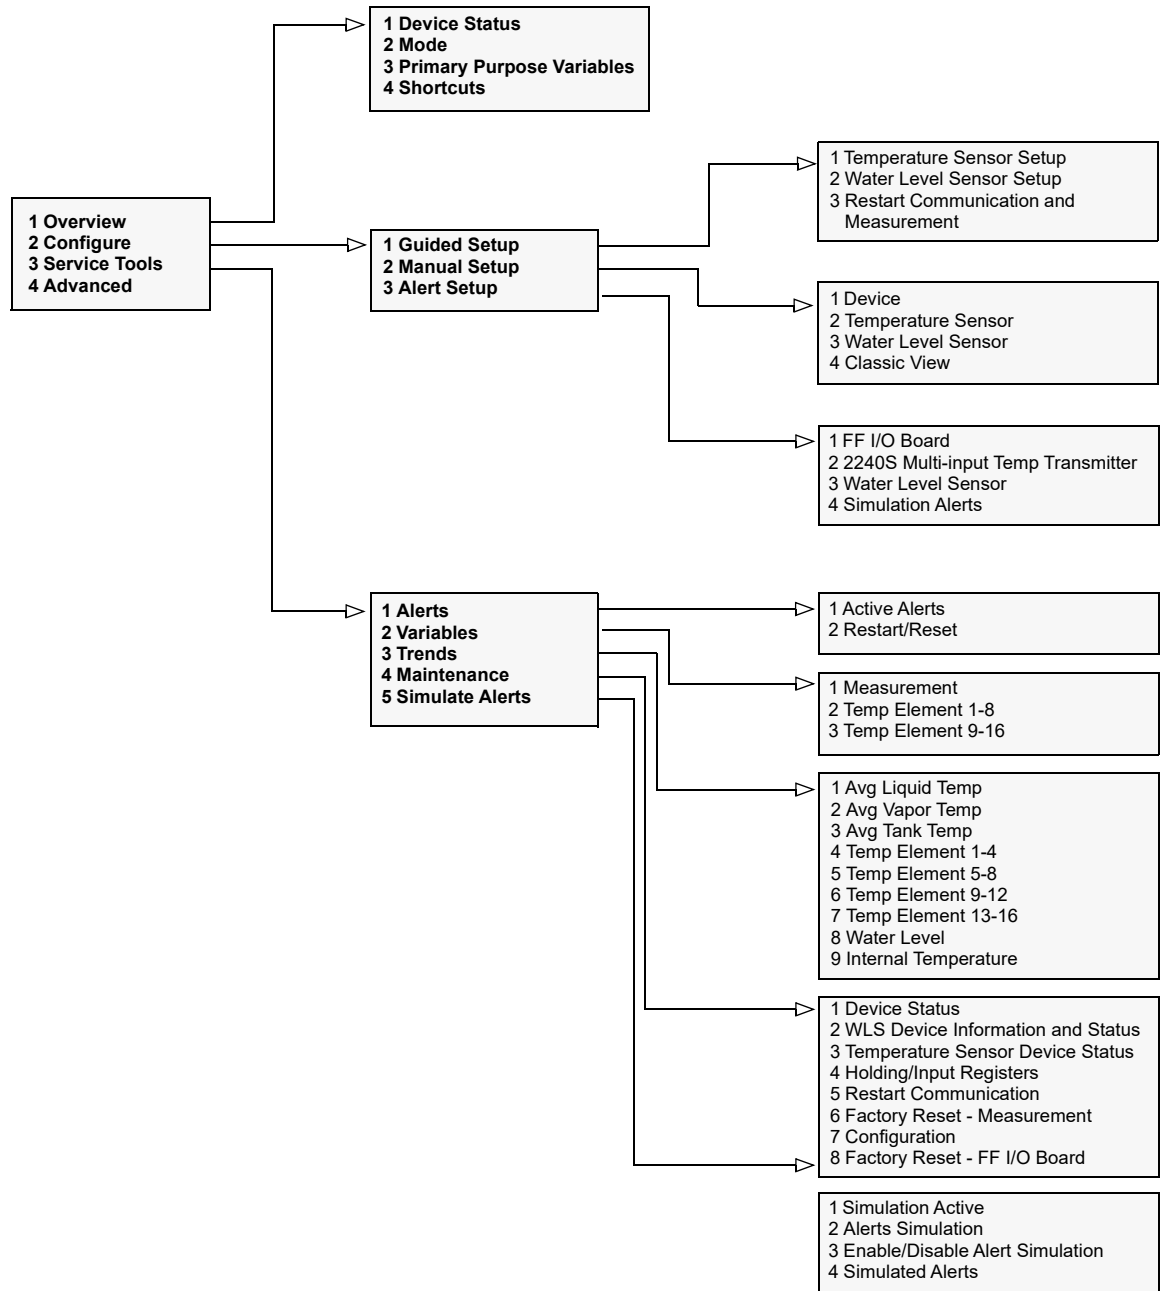 1 Device Status
2 Mode
3 Primary Purpose Variables
4 Shortcuts
1 Temperature Sensor Setup
2 Water Level Sensor Setup
3 Restart Communication and
Measurement
1 Overview
2 Configure
3 Service Tools
4 Advanced
1 Guided Setup
2 Manual Setup
3 Alert Setup
1 Device
2 Temperature Sensor
3 Water Level Sensor
4 Classic View
1 FF I/O Board
2 2240S Multi-input Temp Transmitter
3 Water Level Sensor
4 Simulation Alerts
1 Alerts
2 Variables
3 Trends
4 Maintenance
5 Simulate Alerts
1 Active Alerts
2 Restart/Reset
1 Measurement
2 Temp Element 1-8
3 Temp Element 9-16
1 Avg Liquid Temp
2 Avg Vapor Temp
3 Avg Tank Temp
4 Temp Element 1-4
5 Temp Element 5-8
6 Temp Element 9-12
7 Temp Element 13-16
8 Water Level
9 Internal Temperature
1 Device Status
2 WLS Device Information and Status
3 Temperature Sensor Device Status
4 Holding/Input Registers
5 Restart Communication
6 Factory Reset - Measurement
7 Configuration
8 Factory Reset - FF I/O Board
1 Simulation Active
2 Alerts Simulation
3 Enable/Disable Alert Simulation
4 Simulated Alerts